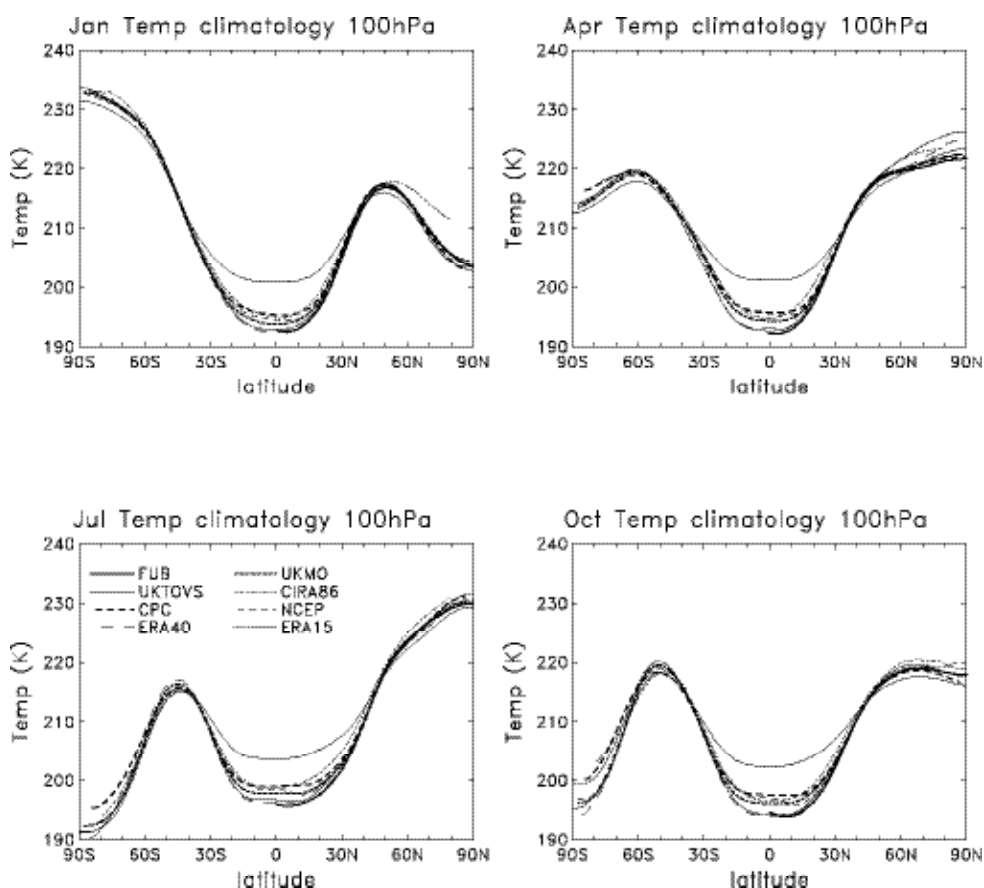 Jan Temp climatology 100hPa
240
230
220
210
200
190
Temp (K)
90S 60S 30S 0 30N 60N 90N
latitude
Apr Temp climatology 100hPa
240
230
220
210
200
190
Temp (K)
90S 60S 30S 0 30N 60N 90N
latitude
Jul Temp climatology 100hPa
240
230
220
210
200
190
Temp (K)
FUB UKMO
UKTOVS CIRA86
CPC NCEP
ERA40 ERA15
90S 60S 30S 0 30N 60N 90N
latitude
Oct Temp climatology 100hPa
240
230
220
210
200
190
Temp (K)
90S 60S 30S 0 30N 60N 90N
latitude